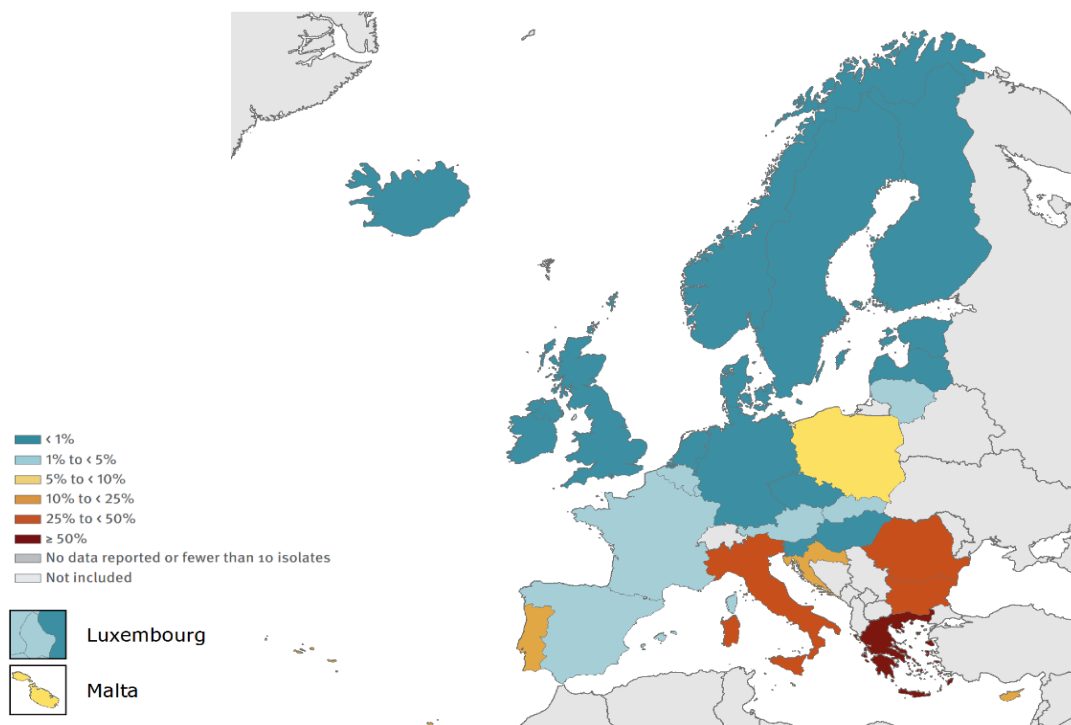 < 1%
1% to < 5%
5% to < 10%
10% to < 25%
25% to < 50%
≥ 50%
No data reported or fewer than 10 isolates
Not included
Luxembourg
Malta